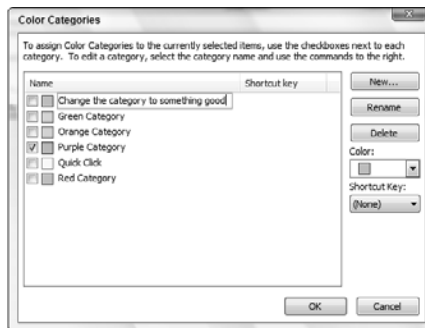 Color Categories
To assign Color Categories to the currently selected items, use the checkboxes next to each
category. To edit a category, select the category name and use the commands to the right.
Name Shortcut key
Change the category to something good
Green Category
Orange Category
Purple Category
Quick Click
Red Category
New...
Rename
Delete
Color:
Shortcut Key:
(None)
OK Cancel